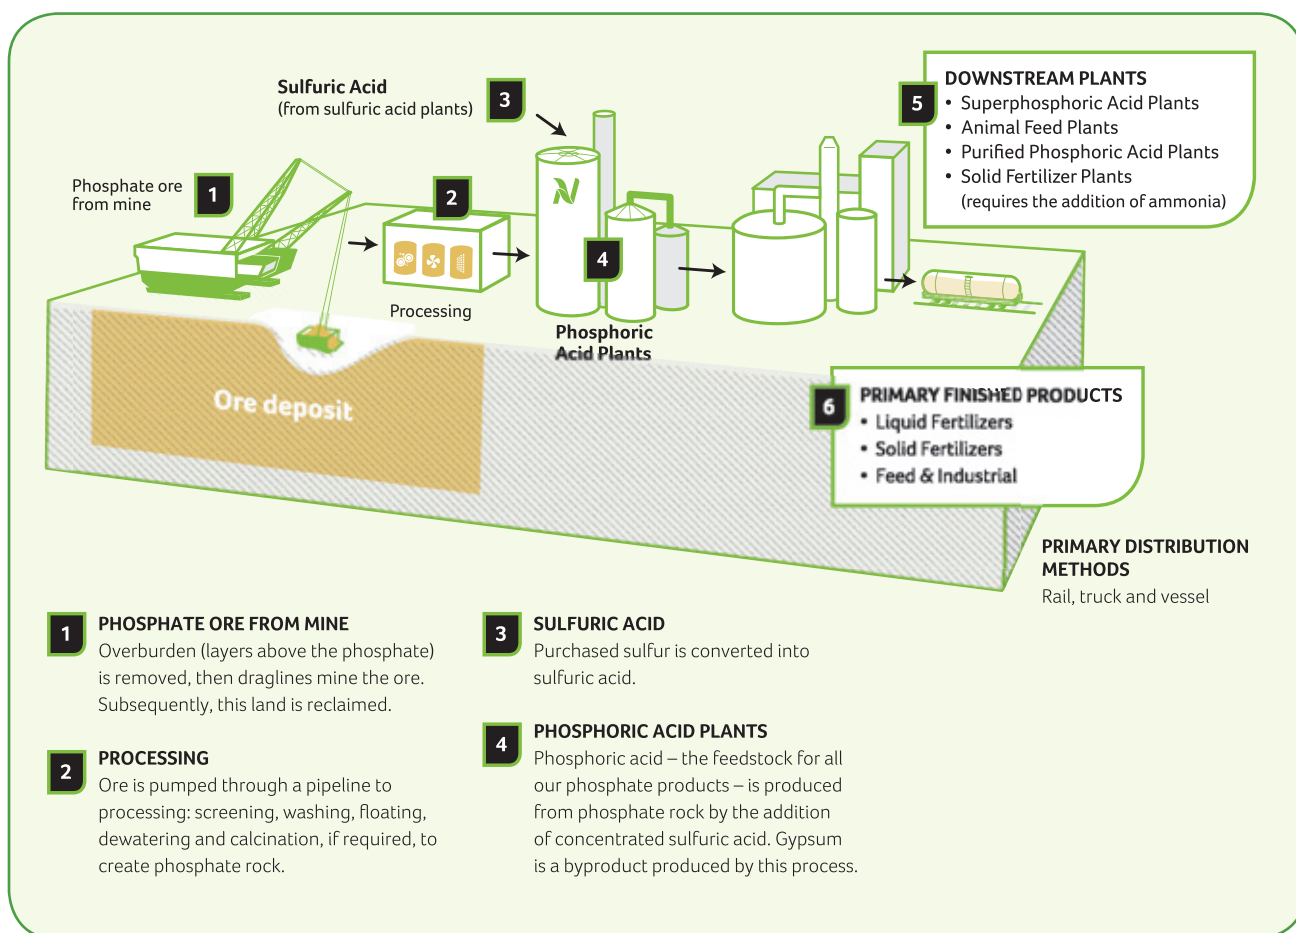 Sulfuric Acid
(from sulfuric acid plants)
3
Phosphate ore
from mine
1
2
Processing
4
Phosphoric
Acid Plants
5
DOWNSTREAM PLANTS
• Superphosphoric Acid Plants
• Animal Feed Plants
• Purified Phosphoric Acid Plants
• Solid Fertilizer Plants
(requires the addition of ammonia)
Ore deposit
6
PRIMARY FINISHED PRODUCTS
• Liquid Fertilizers
• Solid Fertilizers
• Feed & Industrial
PRIMARY DISTRIBUTION
METHODS
Rail, truck and vessel
1
PHOSPHATE ORE FROM MINE
Overburden (layers above the phosphate)
is removed, then draglines mine the ore.
Subsequently, this land is reclaimed.
2
PROCESSING
Ore is pumped through a pipeline to
processing: screening, washing, floating,
dewatering and calcination, if required, to
create phosphate rock.
3
SULFURIC ACID
Purchased sulfur is converted into
sulfuric acid.
4
PHOSPHORIC ACID PLANTS
Phosphoric acid – the feedstock for all
our phosphate products – is produced
from phosphate rock by the addition
of concentrated sulfuric acid. Gypsum
is a byproduct produced by this process.